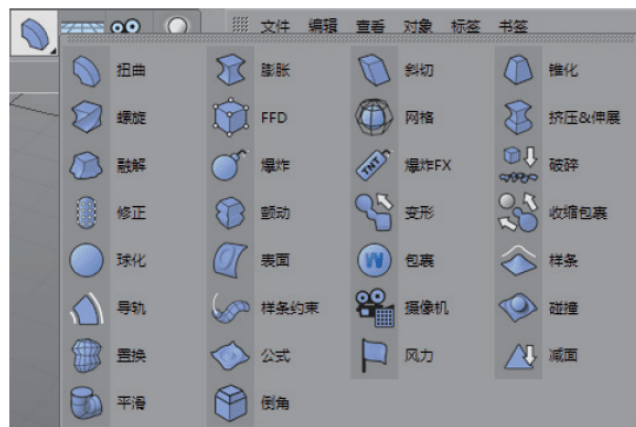 文件 编辑 查看 对象 标签 书签
扭曲 膨胀 斜切 锥化
螺旋 FFD 网格 挤压&伸展
融解 爆炸 TNT 爆炸FX 破碎
修正 颤动 变形 收缩包裹
球化 表面 W 包裹 样条
导轨 样条约束 摄像机 碰撞
置换 公式 风力 减面
平滑 倒角